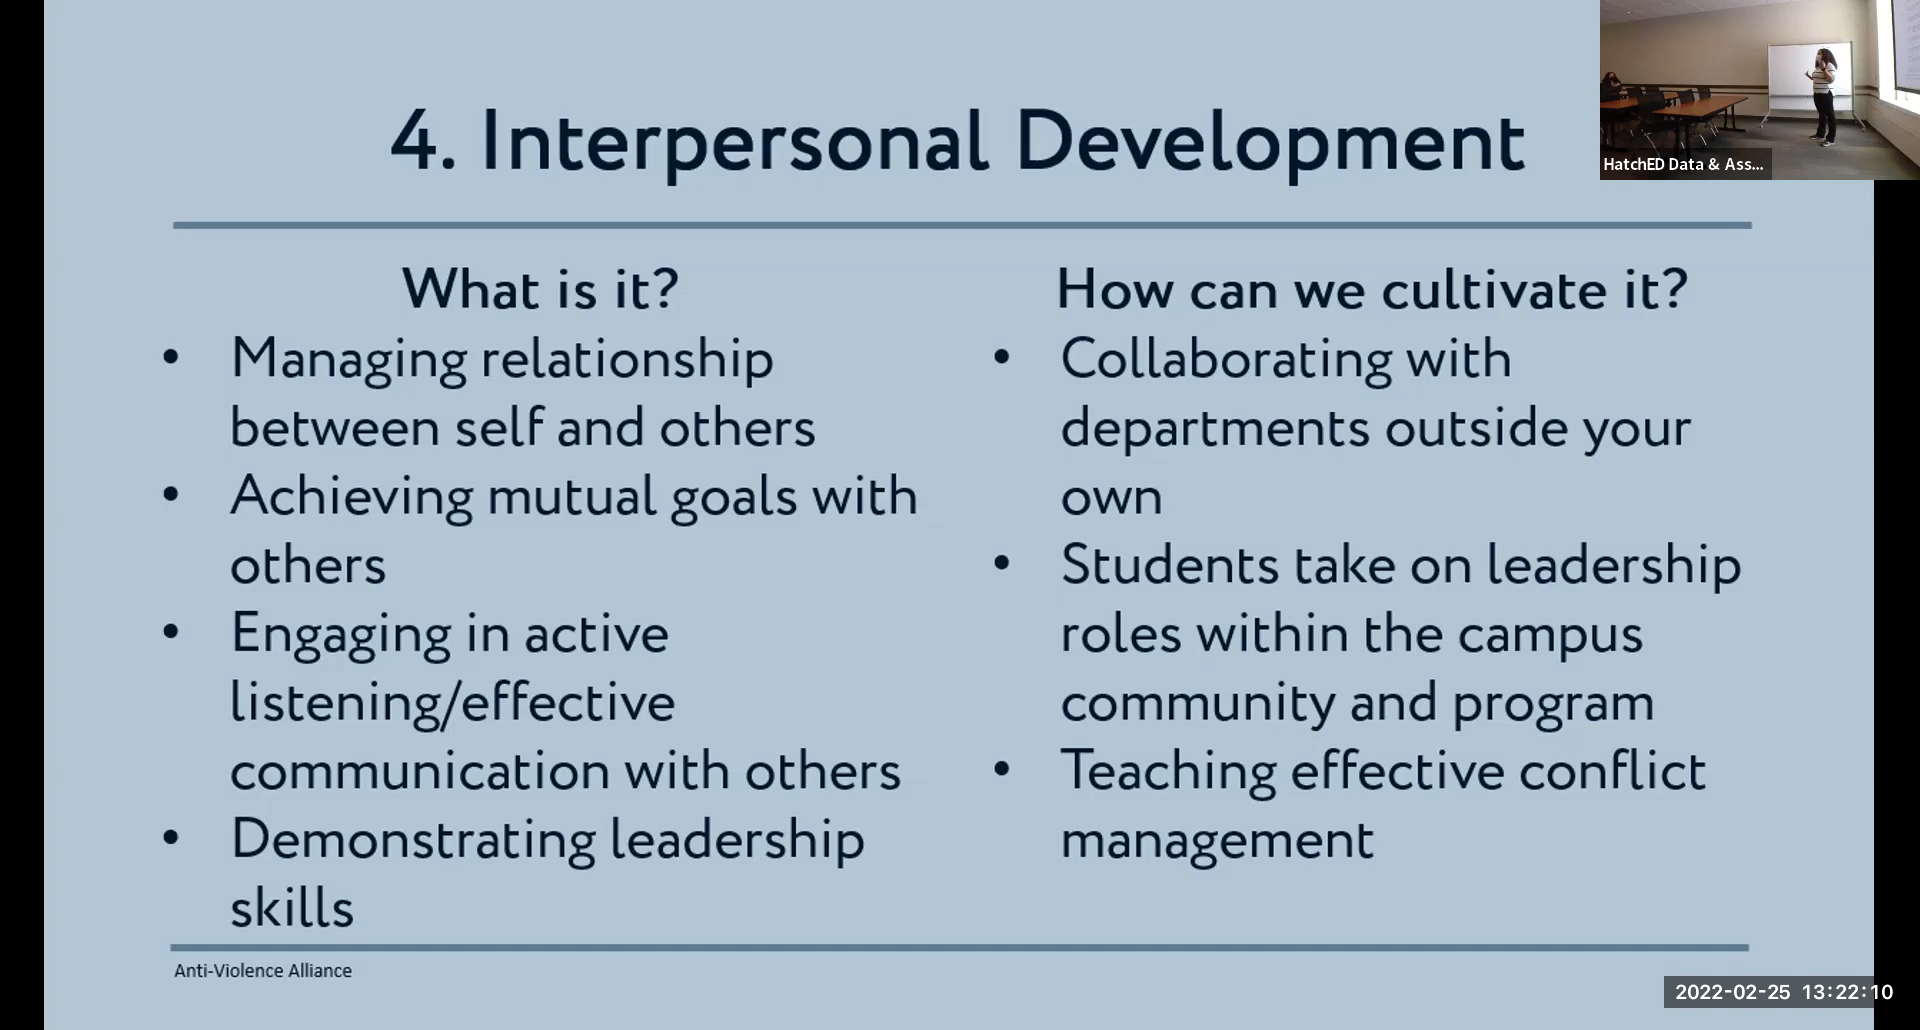 4. Interpersonal Development
HatchED Data & Ass...
What is it?
• Managing relationship
between self and others
• Achieving mutual goals with
others
• Engaging in active
listening/effective
communication with others
• Demonstrating leadership
skills
How can we cultivate it?
• Collaborating with
departments outside your
own
• Students take on leadership
roles within the campus
community and program
• Teaching effective conflict
management
Anti-Violence Alliance
2022-02-25 13:22:10